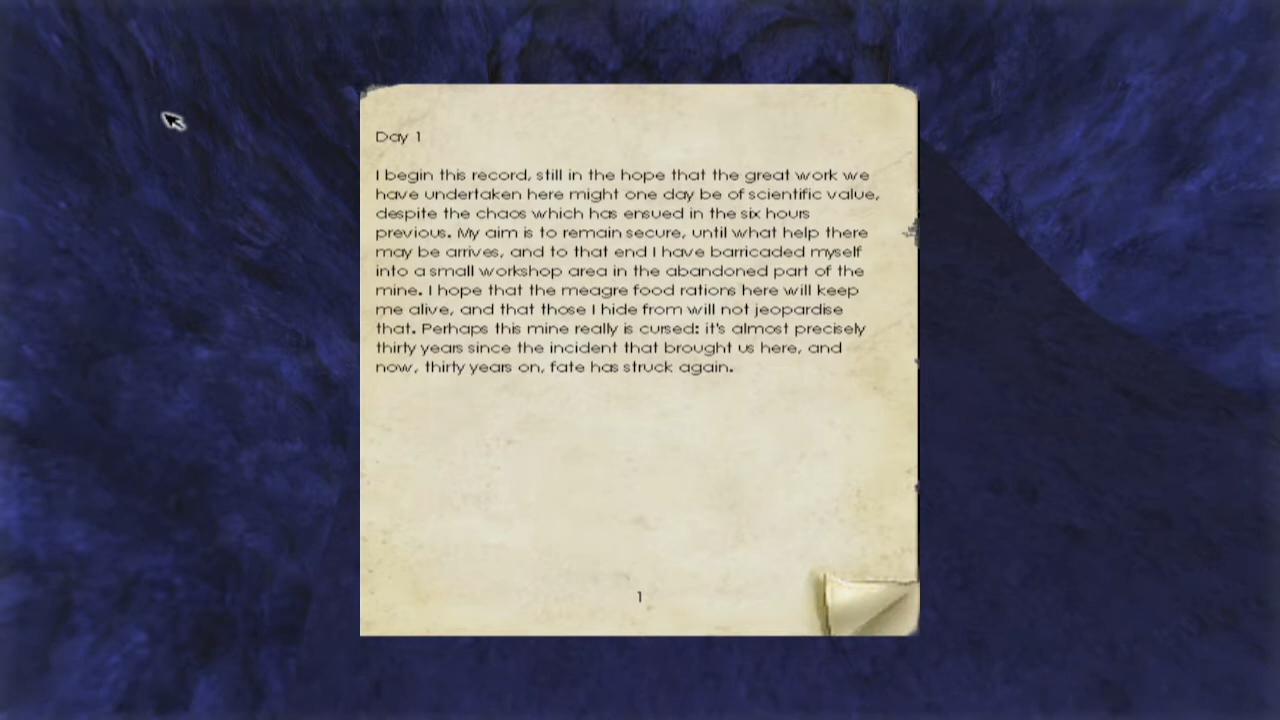 Day 1
I begin this record, still in the hope that the great work we
have undertaken here might one day be of scientific value,
despite the chaos which has ensued in the six hours
previous. My aim is to remain secure, until what help there
may be arrives, and to that end I have barricaded myself
into a small workshop area in the abandoned part of the
mine. I hope that the meagre food rations here will keep
me alive, and that those I hide from will not jeopardise
that. Perhaps this mine really is cursed: it's almost precisely
thirty years since the incident that brought us here, and
now, thirty years on, fate has struck again.
1